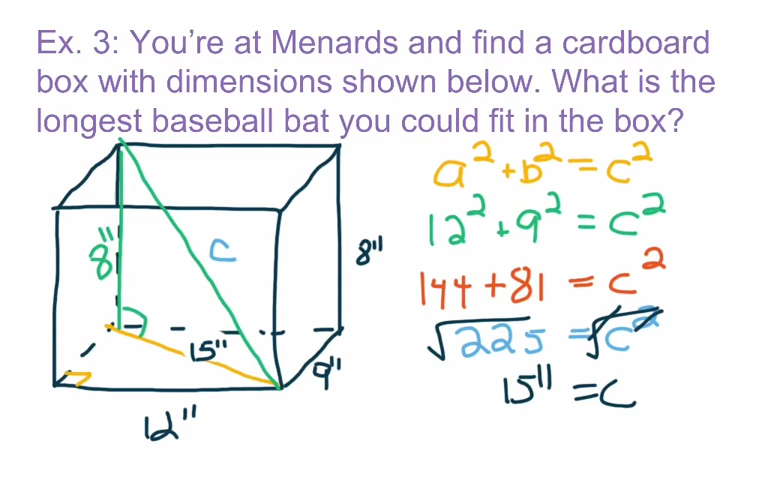 Ex. 3: You're at Menards and find a cardboard
box with dimensions shown below. What is the
longest baseball bat you could fit in the box?
a² + b² = c²
12² + 9² = c²
144 + 81 = c²
√225 = √c²
15" = c
8"
c
8"
15"
9"
12"